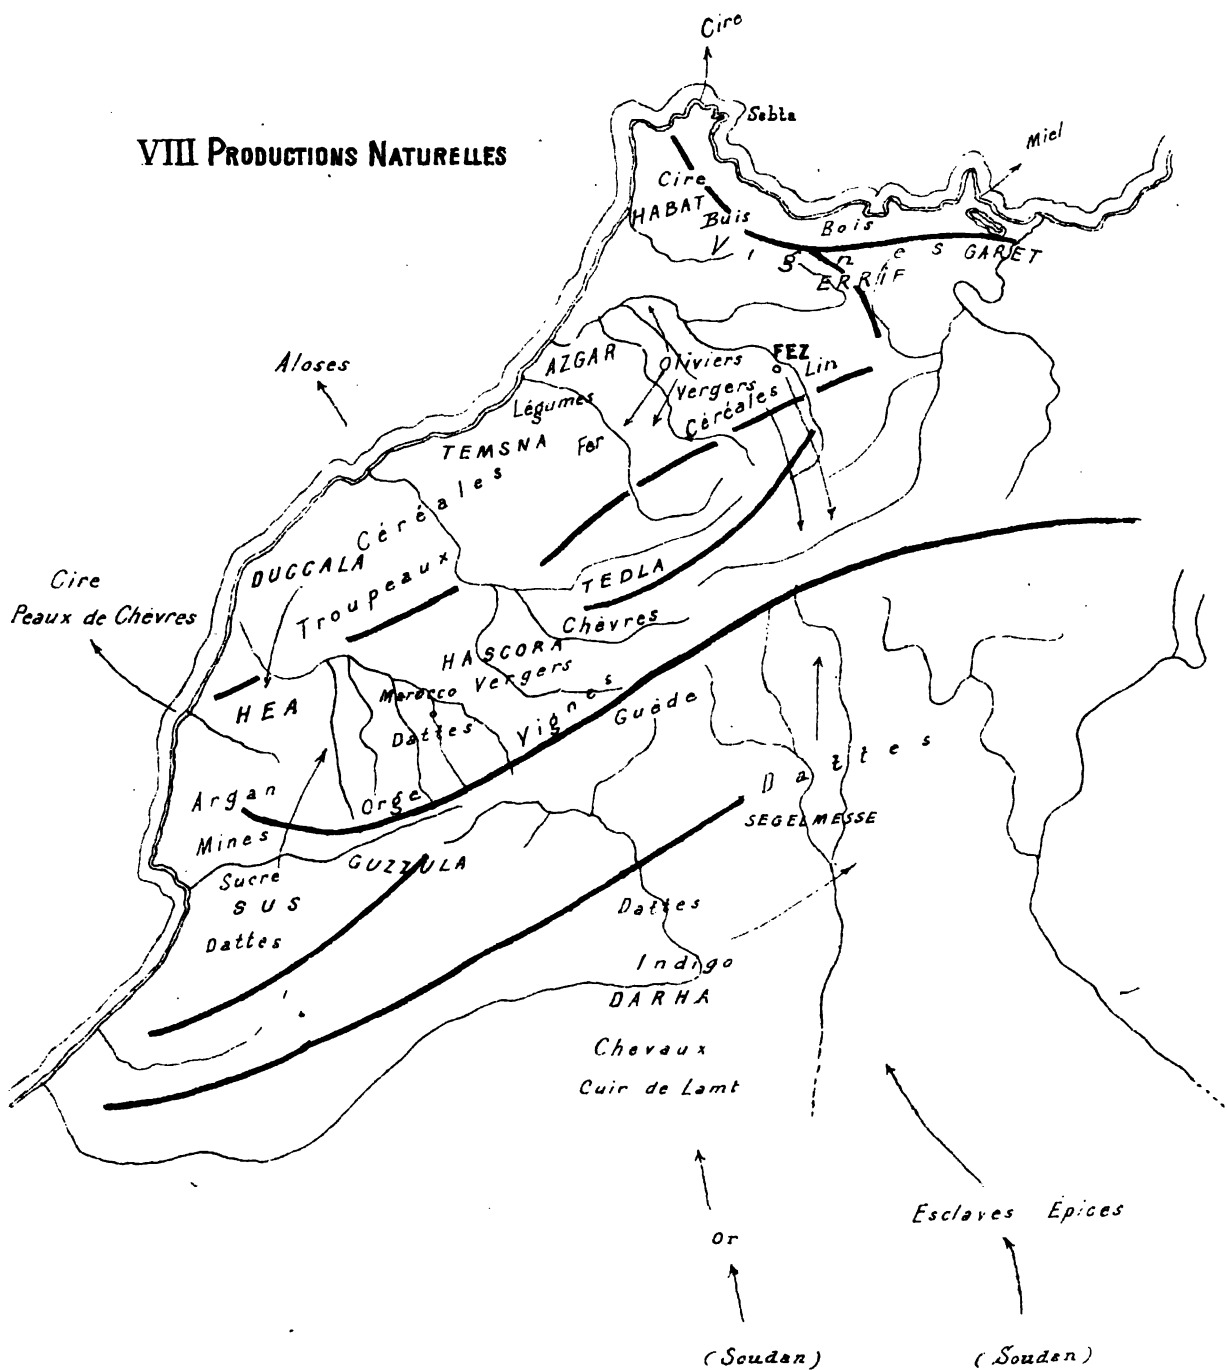 Cire
VIII PRODUCTIONS NATURELLES
Sebta
Miel
Cire
HABAT
Buis
Bois
Vignes
GARET
ERRIF
Aloses
AZGAR
Oliviers
FEZ
Lin
Vergers
Légumes
Céréales
TEMSNA
Fer
Céréales
DUCCALA
Troupeaux
TEDLA
Cire
Peaux de Chèvres
Chèvres
HASCORA
Vergers
Marocco
HEA
Dattes
Vignes
Guède
Dattes
Argan
Orge
SEGELMESSE
Mines
GUZZULA
Sucre
SUS
Dattes
Dattes
Indigo
DARHA
Chevaux
Cuir de Lamt
Esclaves Epices
Or
(Soudan)
(Soudan)